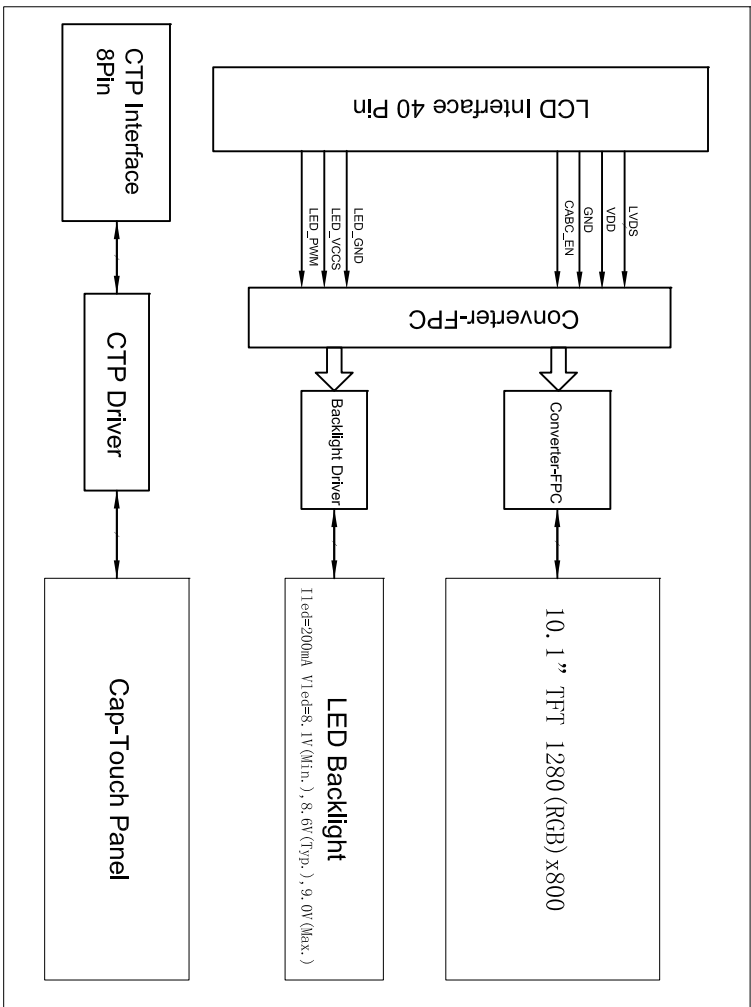 LCD Interface 40 Pin
LVDS
VDD
GND
CABC_EN
LED_GND
LED_VCCS
LED_PWM
Converter-FPC
Converter-FPC
10.1” TFT 1280(RGB)x800
Backlight Driver
LED Backlight
Iled=200mA Vled=8.1V(Min.),8.6V(Typ.),9.0V(Max.)
CTP Interface
8Pin
CTP Driver
Cap-Touch Panel